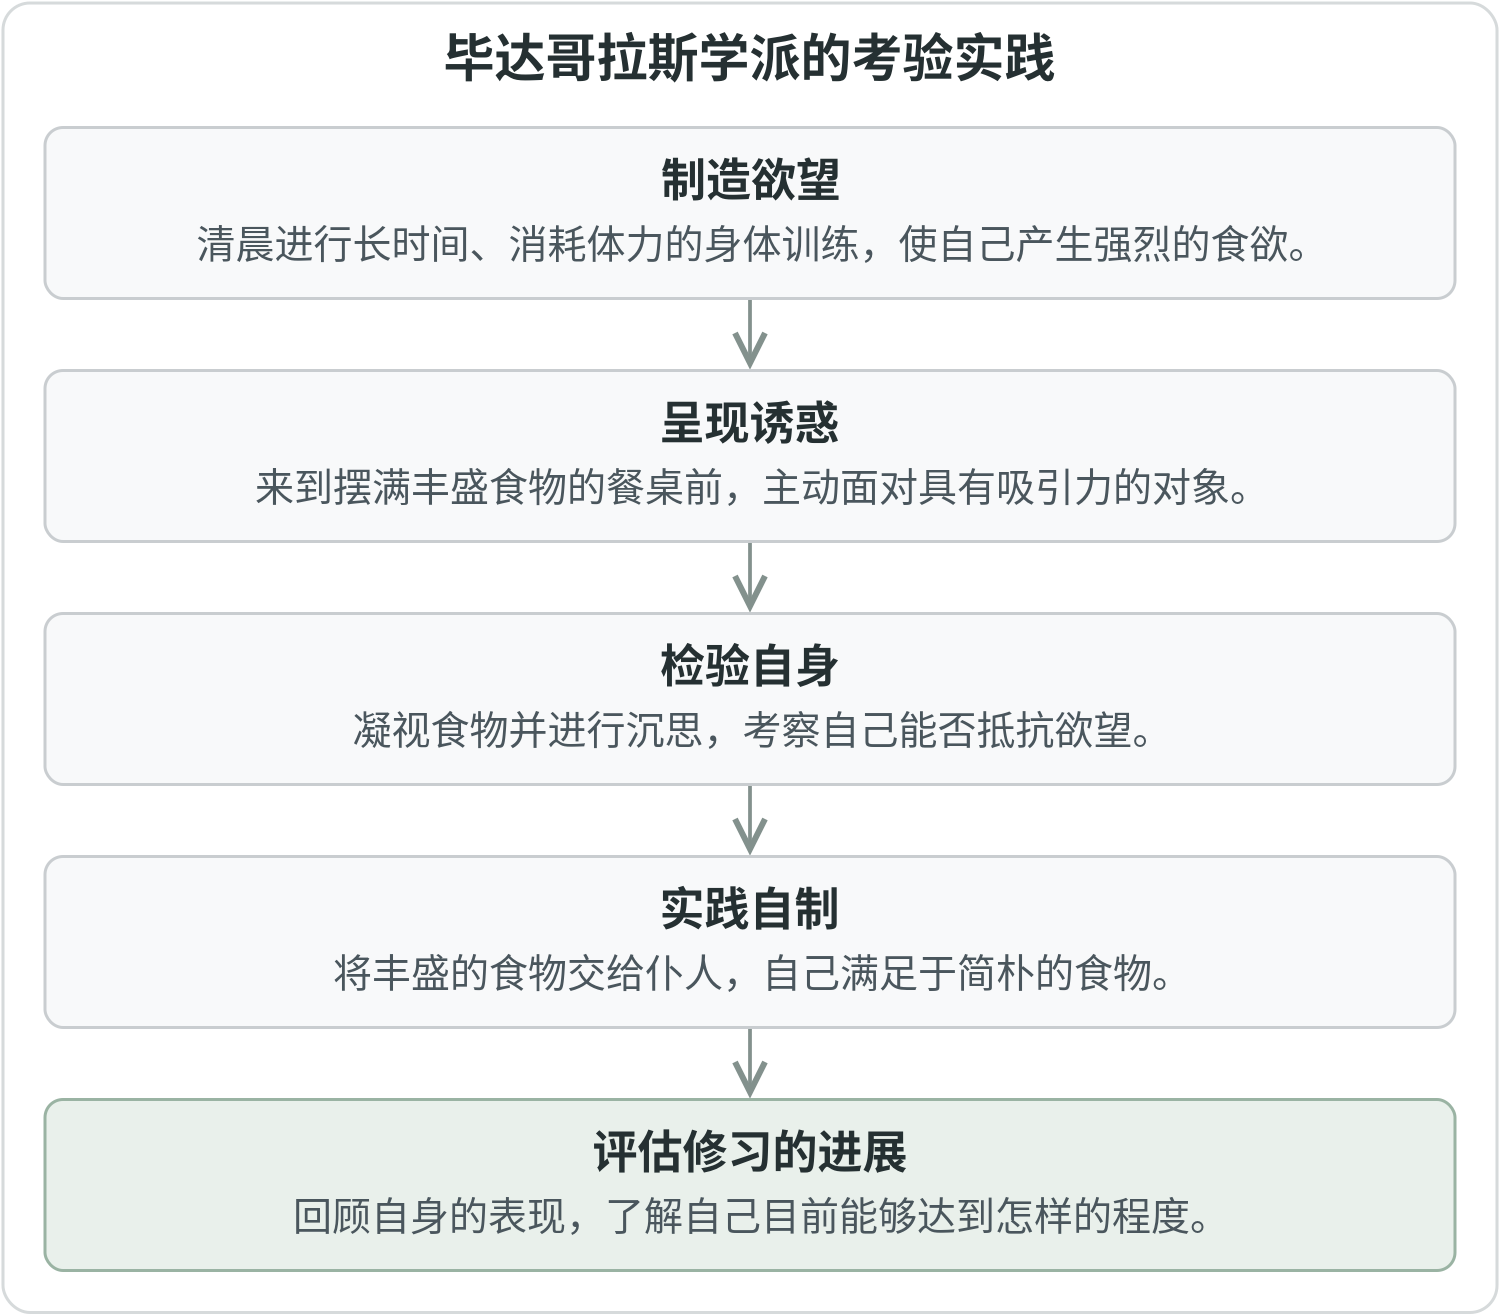 毕达哥拉斯学派的考验实践
制造欲望
清晨进行长时间、消耗体力的身体训练，使自己产生强烈的食欲。
呈现诱惑
来到摆满丰盛食物的餐桌前，主动面对具有吸引力的对象。
检验自身
凝视食物并进行沉思，考察自己能否抵抗欲望。
实践自制
将丰盛的食物交给仆人，自己满足于简朴的食物。
评估修习的进展
回顾自身的表现，了解自己目前能够达到怎样的程度。